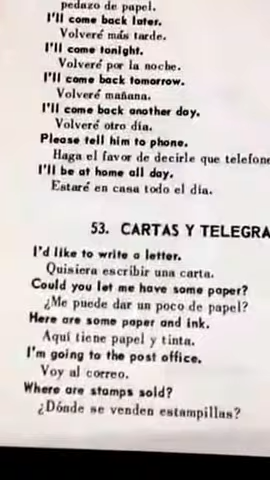 pedazo de papel.
I'll come back later.
Volveré más tarde.
I'll come tonight.
Volveré por la noche.
I'll come back tomorrow.
Volveré mañana.
I'll come back another day.
Volveré otro día.
Please tell him to phone.
Haga el favor de decirle que telefone
I'll be at home all day.
Estaré en casa todo el día.
53. CARTAS Y TELEGRA
I'd like to write a letter.
Quisiera escribir una carta.
Could you let me have some paper?
¿Me puede dar un poco de papel?
Here are some paper and ink.
Aquí tiene papel y tinta.
I'm going to the post office.
Voy al correo.
Where are stamps sold?
¿Dónde se venden estampillas?